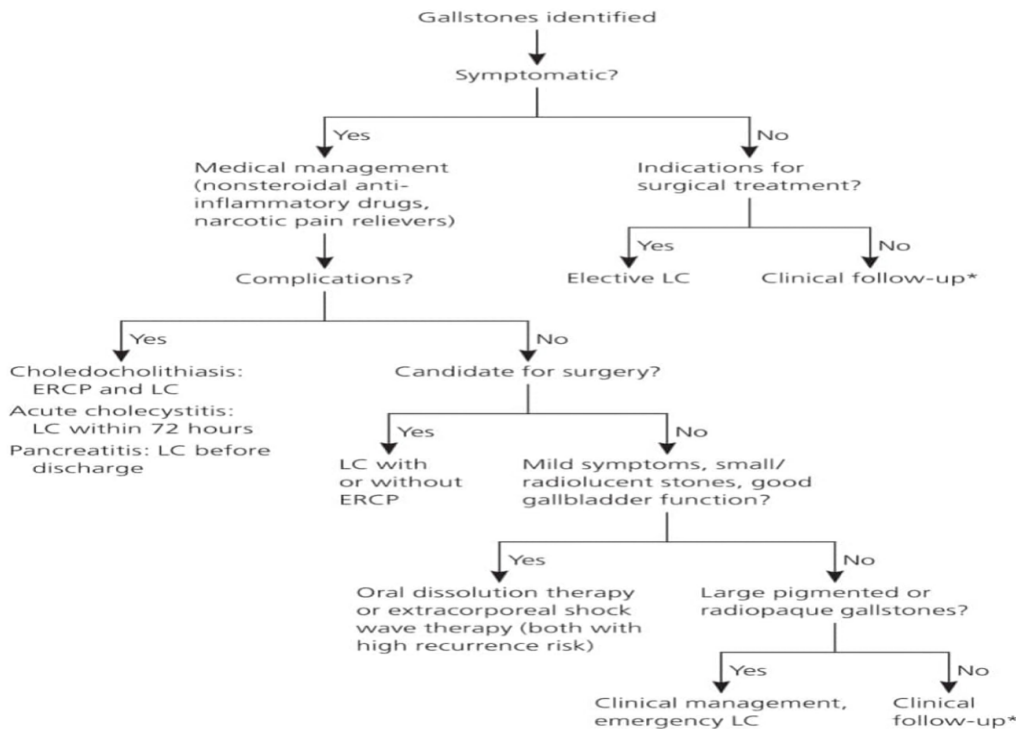 Gallstones identified
Symptomatic?
Yes
No
Medical management
(nonsteroidal anti-
inflammatory drugs,
narcotic pain relievers)
Indications for
surgical treatment?
Yes
No
Complications?
Elective LC
Clinical follow-up*
Yes
No
Choledocholithiasis:
ERCP and LC
Acute cholecystitis:
LC within 72 hours
Pancreatitis: LC before
discharge
Candidate for surgery?
Yes
No
LC with
or without
ERCP
Mild symptoms, small/
radiolucent stones, good
gallbladder function?
Yes
No
Oral dissolution therapy
or extracorporeal shock
wave therapy (both with
high recurrence risk)
Large pigmented or
radiopaque gallstones?
Yes
No
Clinical management,
emergency LC
Clinical
follow-up*